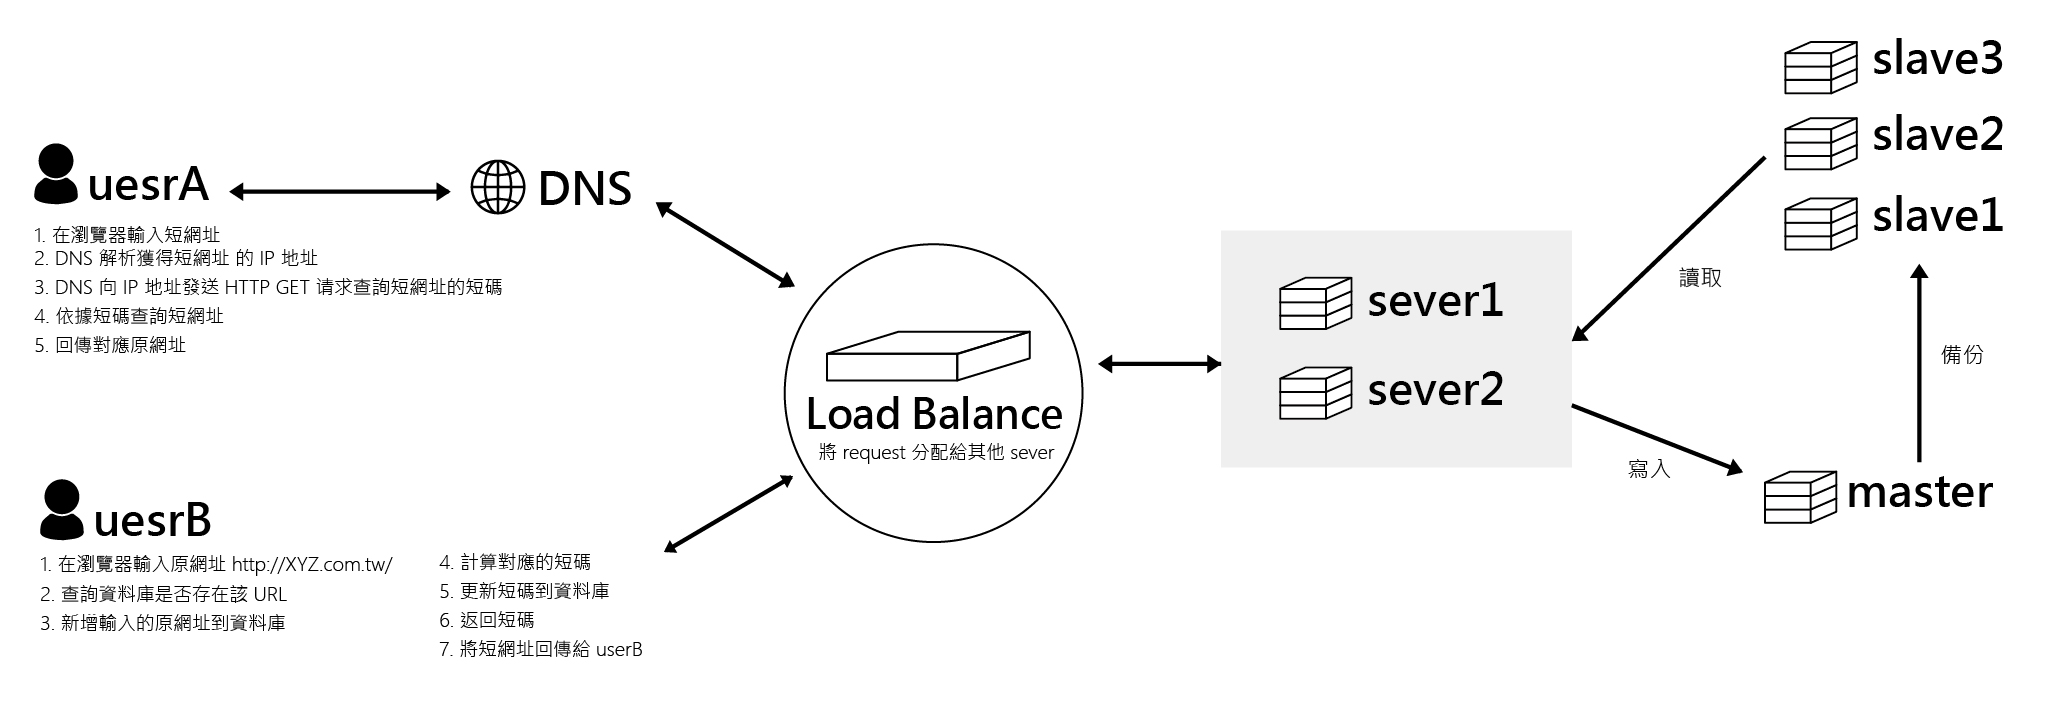 uesrA
DNS
1. 在瀏覽器輸入短網址
2. DNS 解析獲得短網址 的 IP 地址
3. DNS 向 IP 地址發送 HTTP GET 请求查詢短網址的短碼
4. 依據短碼查詢短網址
5. 回傳對應原網址
uesrB
1. 在瀏覽器輸入原網址 http://XYZ.com.tw/
2. 查詢資料庫是否存在該 URL
3. 新增輸入的原網址到資料庫
4. 計算對應的短碼
5. 更新短碼到資料庫
6. 返回短碼
7. 將短網址回傳給 userB
Load Balance
將 request 分配給其他 sever
sever1
sever2
讀取
寫入
slave3
slave2
slave1
備份
master